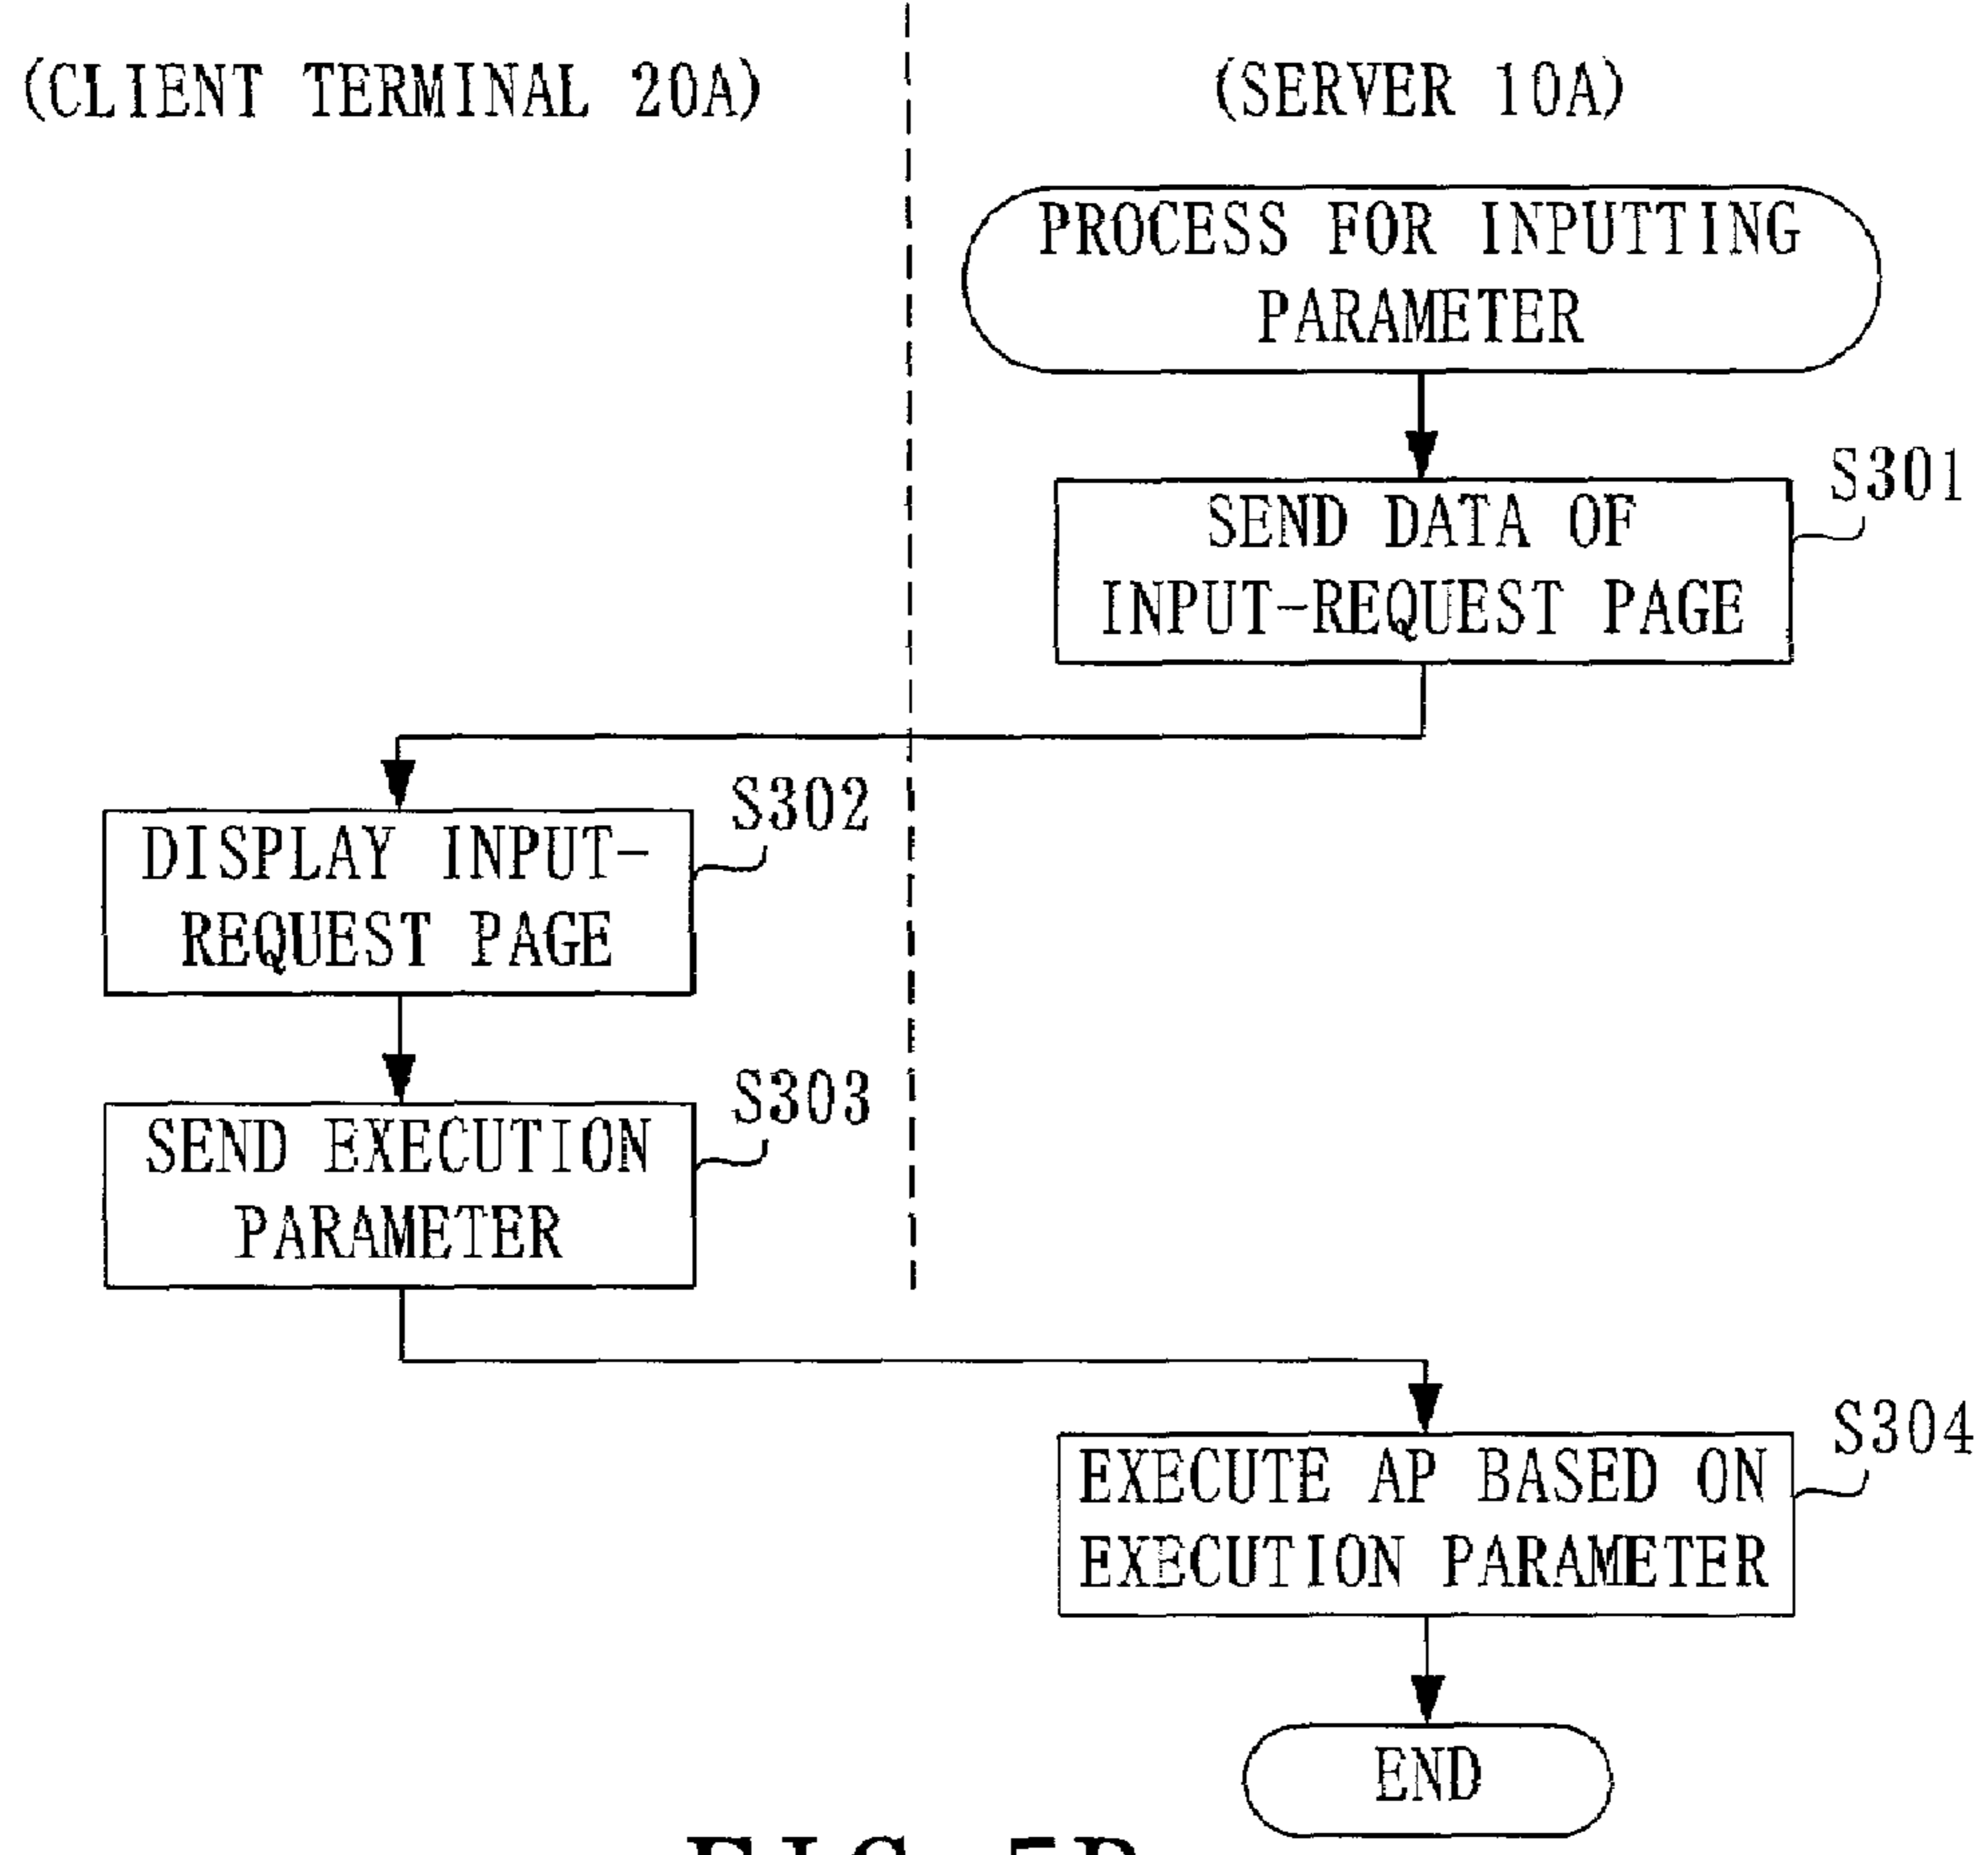 (CLIENT TERMINAL 20A)
(SERVER 10A)
PROCESS FOR INPUTTING
PARAMETER
S301
SEND DATA OF
INPUT-REQUEST PAGE
S302
DISPLAY INPUT-
REQUEST PAGE
S303
SEND EXECUTION
PARAMETER
S304
EXECUTE AP BASED ON
EXECUTION PARAMETER
END